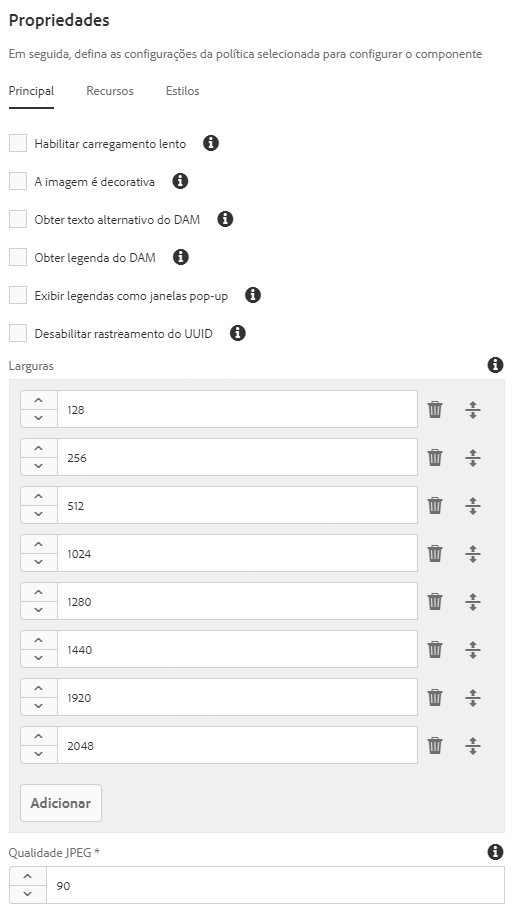 Propriedades
Em seguida, defina as configurações da política selecionada para configurar o componente
Principal Recursos Estilos
Habilitar carregamento lento
A imagem é decorativa
Obter texto alternativo do DAM
Obter legenda do DAM
Exibir legendas como janelas pop-up
Desabilitar rastreamento do UUID
Larguras
128
256
512
1024
1280
1440
1920
2048
Adicionar
Qualidade JPEG *
90